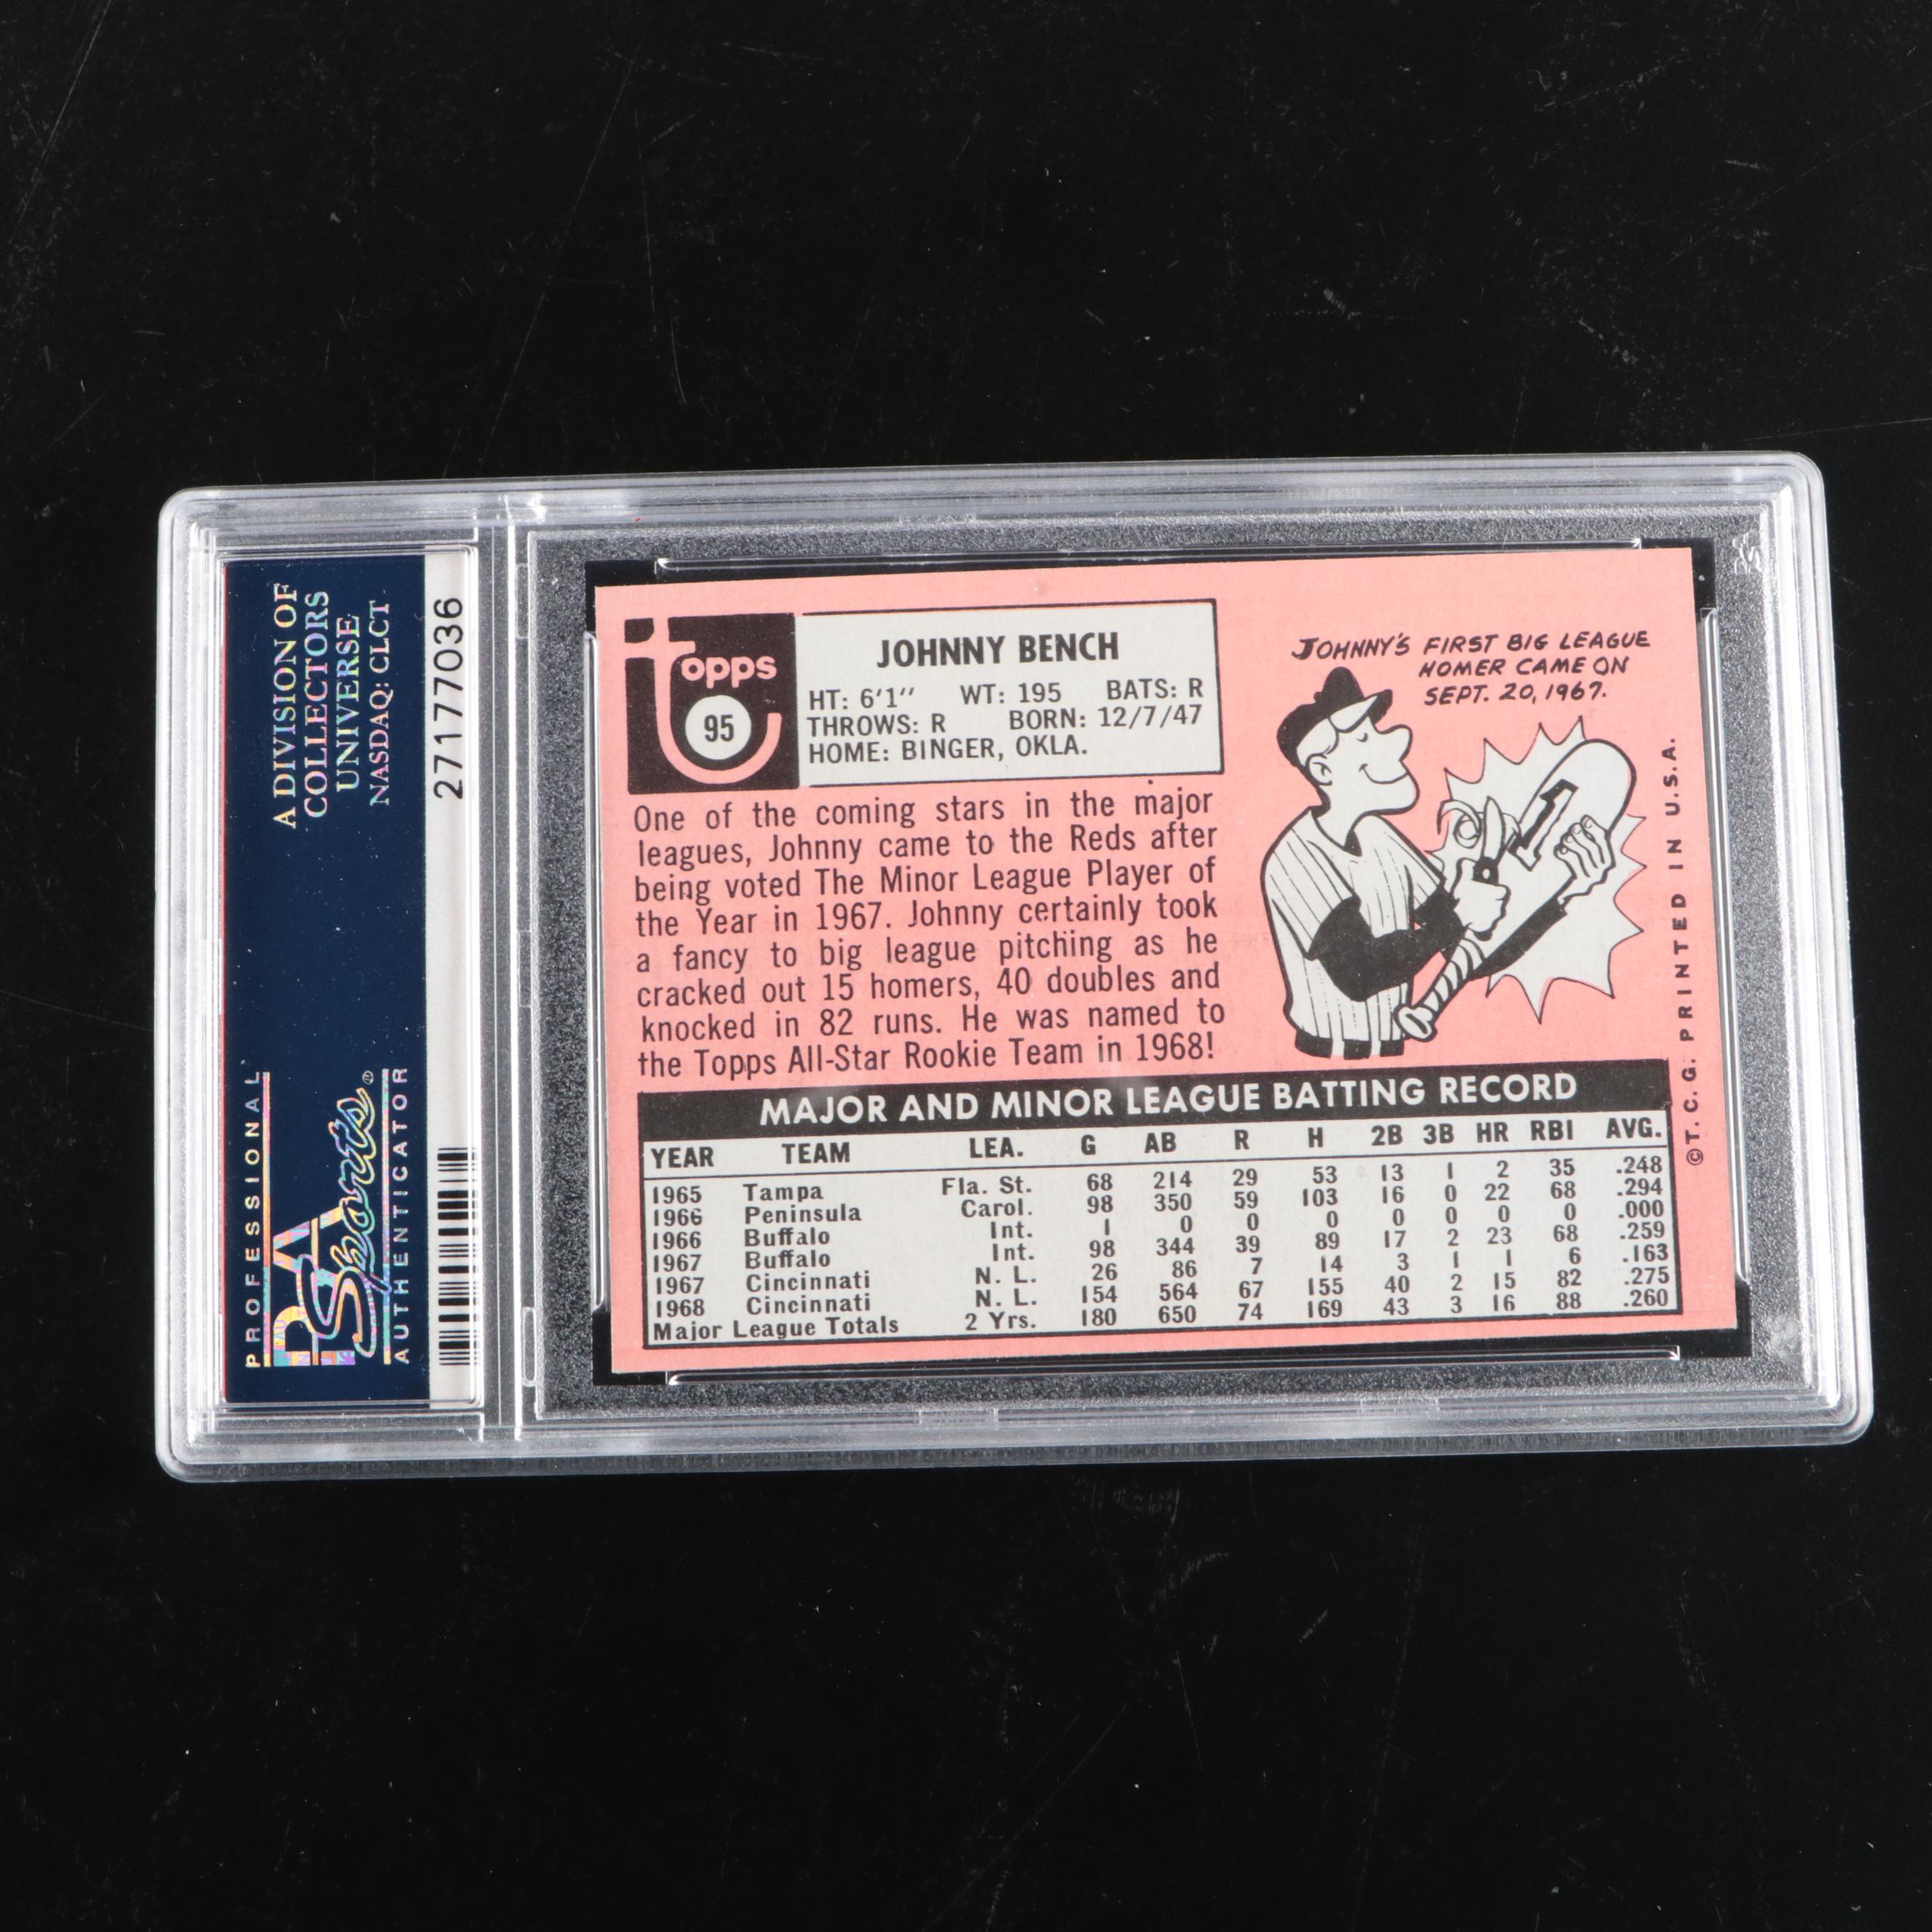 A DIVISION OF
COLLECTORS
UNIVERSE
NASDAQ: CLCT
27177036
PROFESSIONAL
PSA
Sports®
AUTHENTICATOR
topps
95
JOHNNY BENCH
HT: 6'1" WT: 195 BATS: R
THROWS: R BORN: 12/7/47
HOME: BINGER, OKLA.
One of the coming stars in the major
leagues, Johnny came to the Reds after
being voted The Minor League Player of
the Year in 1967. Johnny certainly took
a fancy to big league pitching as he
cracked out 15 homers, 40 doubles and
knocked in 82 runs. He was named to
the Topps All-Star Rookie Team in 1968!
JOHNNY'S FIRST BIG LEAGUE
HOMER CAME ON
SEPT. 20, 1967.
1
MAJOR AND MINOR LEAGUE BATTING RECORD
YEAR TEAM LEA. G AB R H 2B 3B HR RBI AVG.
1965 Tampa Fla. St. 68 214 29 53 13 1 2 35 .248
1966 Peninsula Carol. 98 350 59 103 16 0 22 68 .294
1966 Buffalo Int. 1 0 0 0 0 0 0 0 .000
1967 Buffalo Int. 98 344 39 89 17 2 23 68 .259
1967 Cincinnati N. L. 26 86 7 14 3 1 1 6 .163
1968 Cincinnati N. L. 154 564 67 155 40 2 15 82 .275
Major League Totals 2 Yrs. 180 650 74 169 43 3 16 88 .260
©T. C. G. PRINTED IN U.S.A.